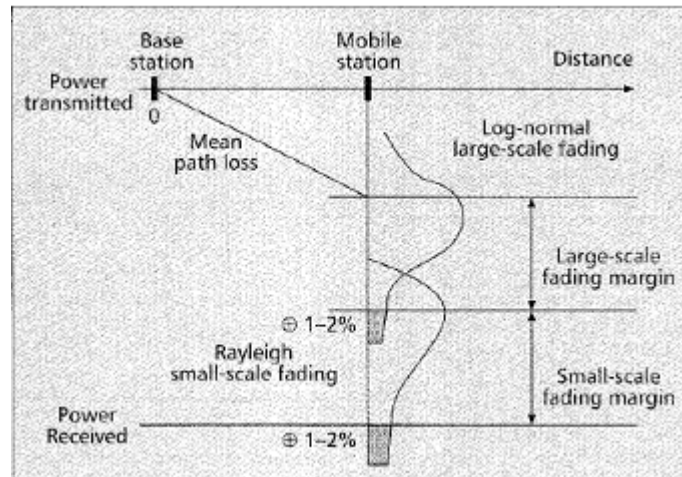 Base
station
Mobile
station
Distance
Power
transmitted
0
Mean
path loss
Log-normal
large-scale fading
Large-scale
fading margin
⊕ 1–2%
Rayleigh
small-scale fading
Small-scale
fading margin
Power
Received
⊕ 1–2%